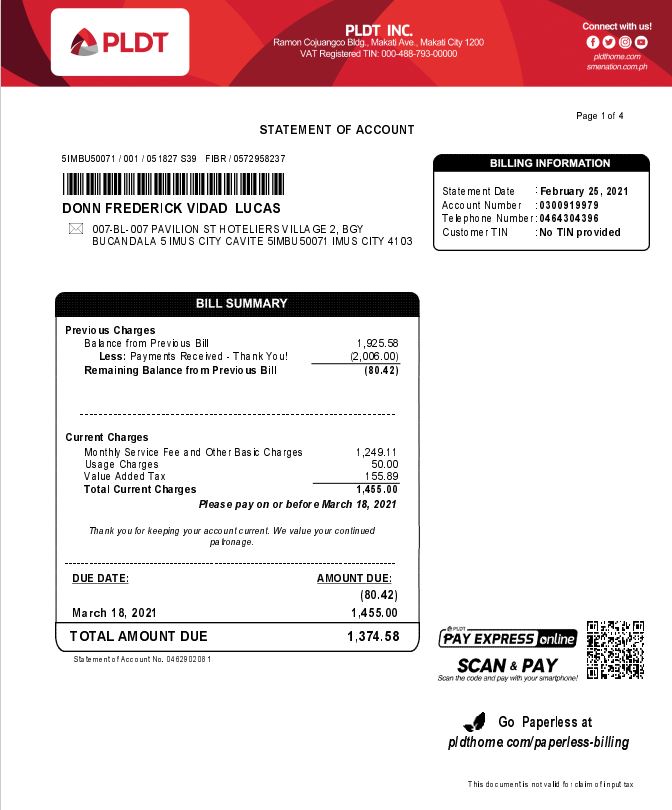 PLDT
PLDT INC.
Ramon Cojuangco Bldg., Makati Ave., Makati City 1200
VAT Registered TIN: 000-488-793-00000
Connect with us!
pldthome.com
smenation.com.ph
Page 1 of 4
STATEMENT OF ACCOUNT
5IMBU50071 / 001 / 051827 S39 FIBR / 0572958237
DONN FREDERICK VIDAD LUCAS
007-BL-007 PAVILION ST HOTELIERS VILLAGE 2, BGY
BUCANDALA 5 IMUS CITY CAVITE 5IMBU50071 IMUS CITY 4103
BILLING INFORMATION
Statement Date : February 25, 2021
Account Number : 0300919979
Telephone Number : 0464304396
Customer TIN : No TIN provided
BILL SUMMARY
Previous Charges
Balance from Previous Bill 1,925.58
Less: Payments Received - Thank You! (2,006.00)
Remaining Balance from Previous Bill (80.42)
Current Charges
Monthly Service Fee and Other Basic Charges 1,249.11
Usage Charges 50.00
Value Added Tax 155.89
Total Current Charges 1,455.00
Please pay on or before March 18, 2021
Thank you for keeping your account current. We value your continued
patronage.
DUE DATE: AMOUNT DUE:
(80.42)
March 18, 2021 1,455.00
TOTAL AMOUNT DUE 1,374.58
Statement of Account No. 046290208 1
PLDT
PAY EXPRESS online
SCAN & PAY
Scan the code and pay with your smartphone!
Go Paperless at
pldthome.com/paperless-billing
This document is not valid for claim of input tax